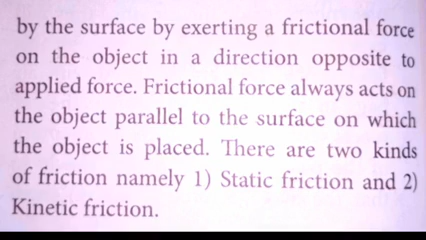 by the surface by exerting a frictional force
on the object in a direction opposite to
applied force. Frictional force always acts on
the object parallel to the surface on which
the object is placed. There are two kinds
of friction namely 1) Static friction and 2)
Kinetic friction.